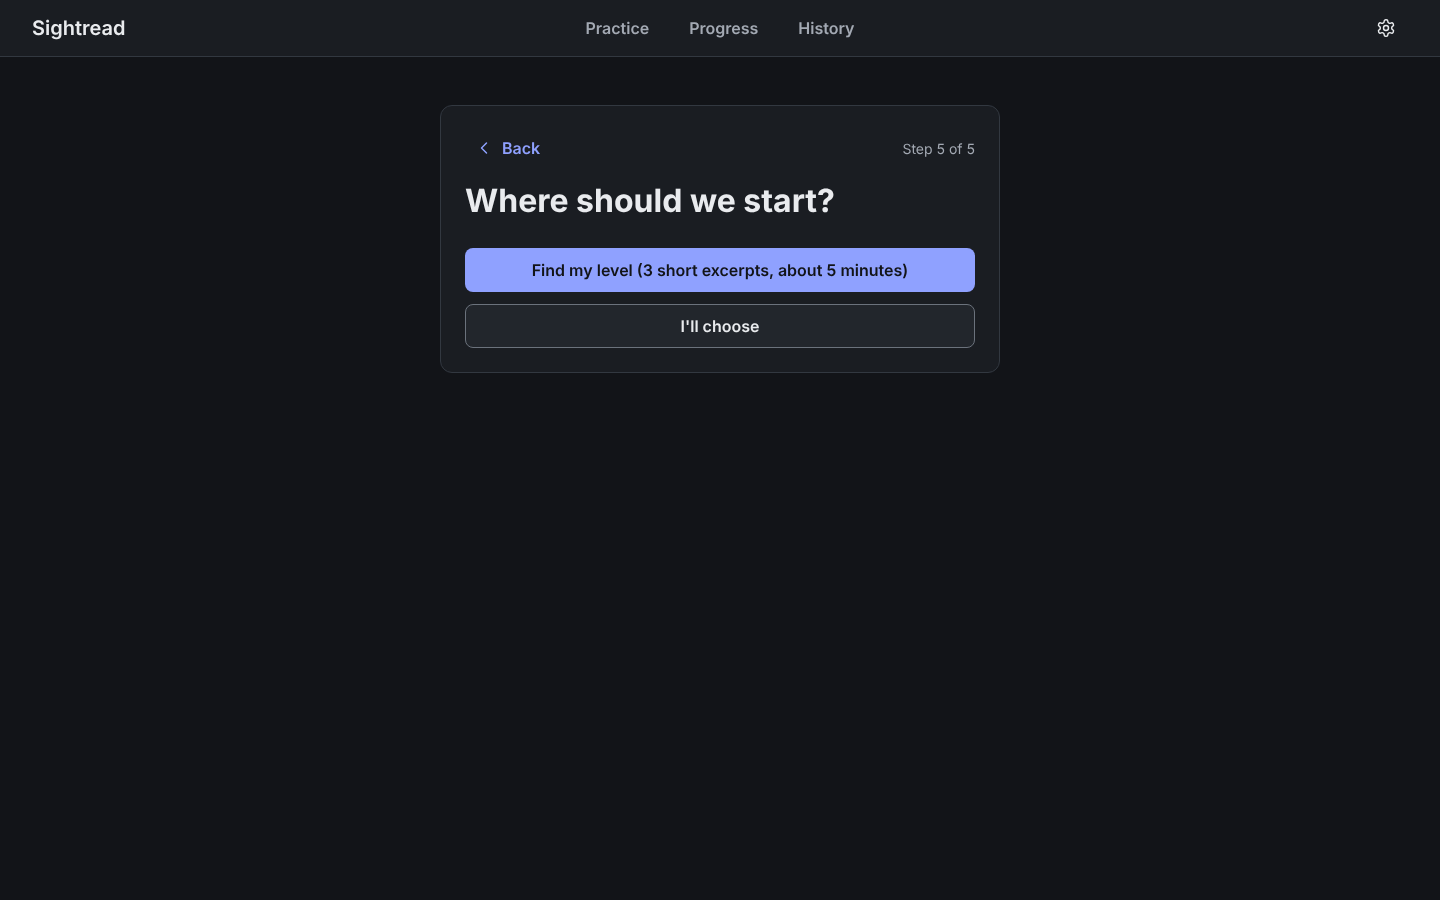 Sightread
Practice
Progress
History
Back
Step 5 of 5
Where should we start?
Find my level (3 short excerpts, about 5 minutes)
I'll choose